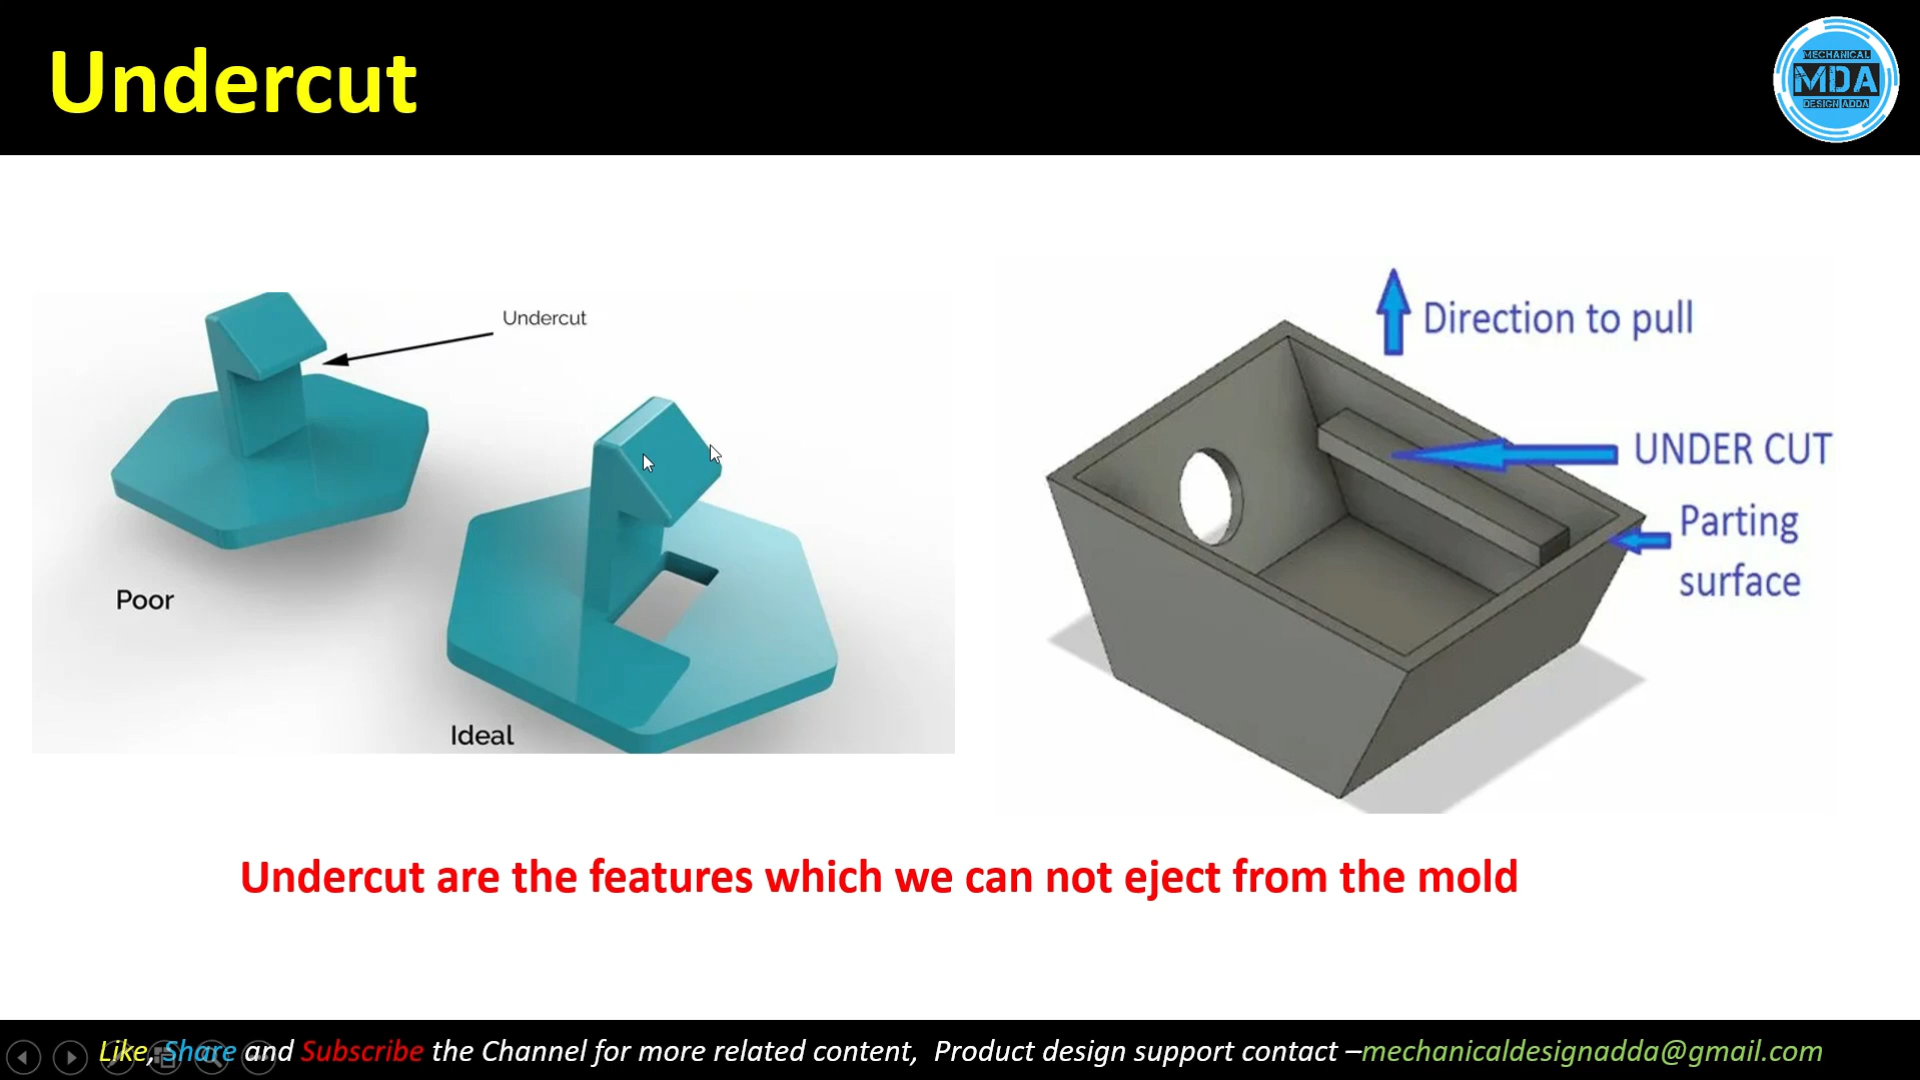 Undercut
MECHANICAL
MDA
DESIGN ADDA
Undercut
Poor
Ideal
Direction to pull
UNDER CUT
Parting
surface
Undercut are the features which we can not eject from the mold
Like, Share and Subscribe the Channel for more related content, Product design support contact –mechanicaldesignadda@gmail.com